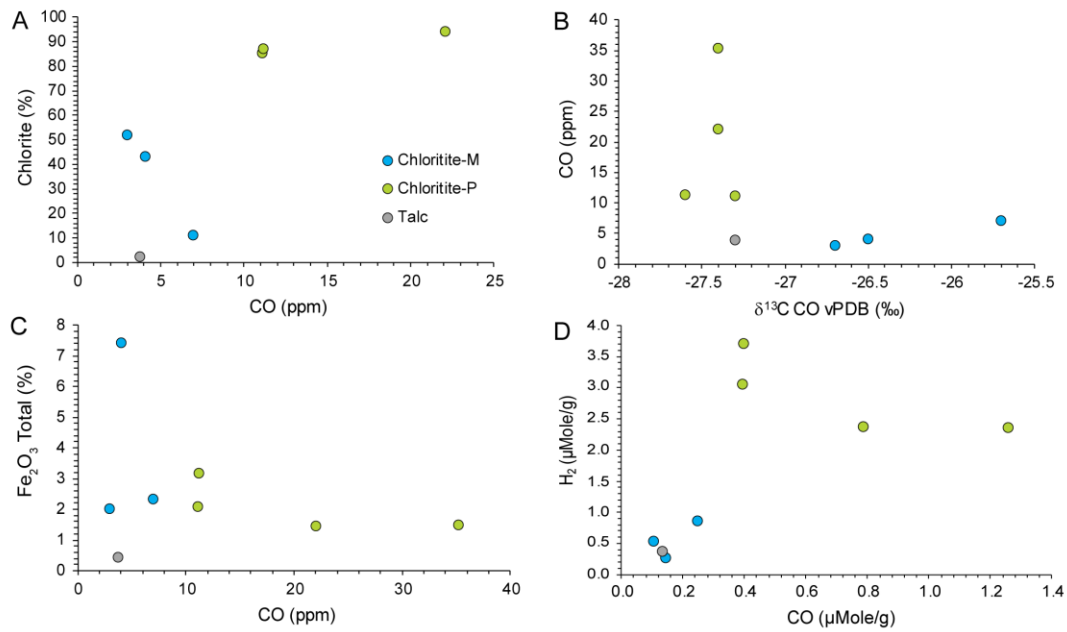 A
Chlorite (%)
100
90
80
70
60
50
40
30
20
10
0
0 5 10 15 20 25
CO (ppm)
Chloritite-M
Chloritite-P
Talc
B
CO (ppm)
40
35
30
25
20
15
10
5
0
-28 -27.5 -27 -26.5 -26 -25.5
δ¹³C CO vPDB (‰)
C
Fe₂O₃ Total (%)
8
7
6
5
4
3
2
1
0
0 10 20 30 40
CO (ppm)
D
H₂ (µMole/g)
4.0
3.5
3.0
2.5
2.0
1.5
1.0
0.5
0.0
0.0 0.2 0.4 0.6 0.8 1.0 1.2 1.4
CO (µMole/g)